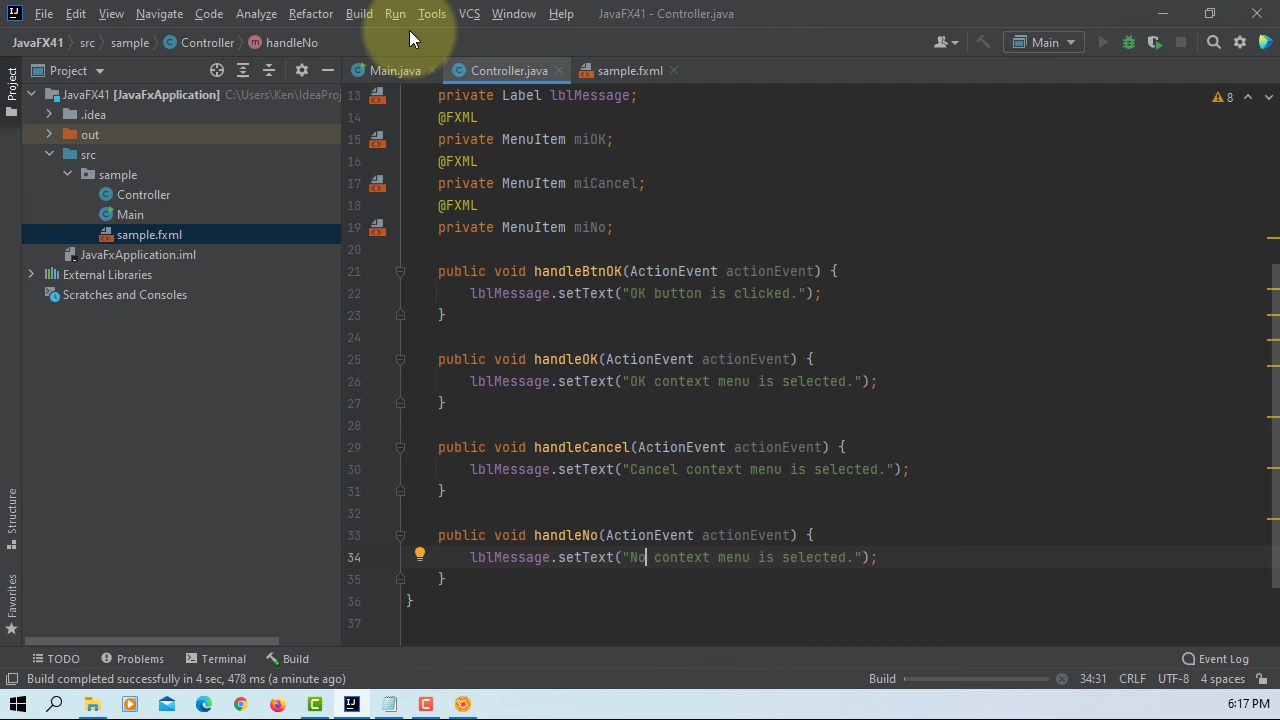 File Edit View Navigate Code Analyze Refactor Build Run Tools VCS Window Help JavaFX41 - Controller.java
JavaFX41 src sample Controller handleNo Main
Project
Project
Main.java
Controller.java
sample.fxml
JavaFX41 [JavaFxApplication] C:\Users\Ken\IdeaProj
.idea
out
src
sample
Controller
Main
sample.fxml
JavaFxApplication.iml
External Libraries
Scratches and Consoles
Structure
Favorites
8
13 private Label lblMessage;
14 @FXML
15 private MenuItem miOK;
16 @FXML
17 private MenuItem miCancel;
18 @FXML
19 private MenuItem miNo;
20
21 public void handleBtnOK(ActionEvent actionEvent) {
22 lblMessage.setText("OK button is clicked.");
23 }
24
25 public void handleOK(ActionEvent actionEvent) {
26 lblMessage.setText("OK context menu is selected.");
27 }
28
29 public void handleCancel(ActionEvent actionEvent) {
30 lblMessage.setText("Cancel context menu is selected.");
31 }
32
33 public void handleNo(ActionEvent actionEvent) {
34 lblMessage.setText("No context menu is selected.");
35 }
36 }
37
TODO Problems Terminal Build Event Log
Build completed successfully in 4 sec, 478 ms (a minute ago) Build 34:31 CRLF UTF-8 4 spaces
6:17 PM